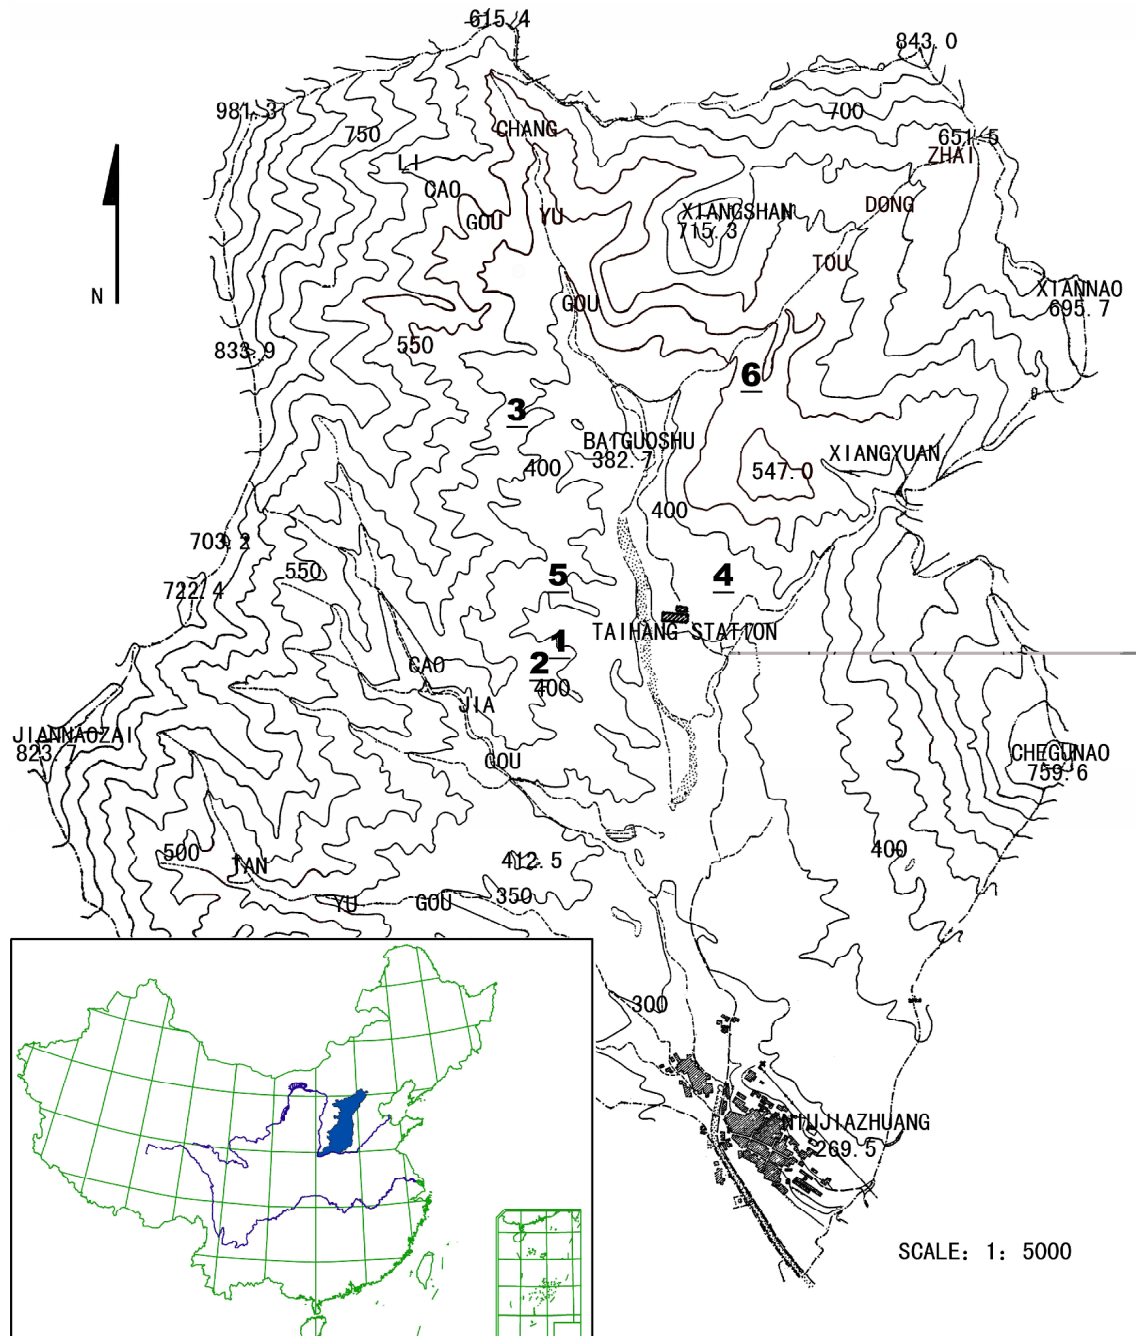 615.4
843.0
981.3
750
700
CHANG
651.5
ZHAI
LI
CAO
GOU
YU
XIANGSHAN
715.3
DONG
TOU
XIANNAO
695.7
GOU
N
833.9
550
6
3
BAIGUOSHU
382.7
XIANGYUAN
400
547.0
400
703.2
550
722.4
5
4
TAIHANG STATION
1
2
400
CAO
JIA
GOU
JIANNAOZAI
823.7
CHEGUNAO
759.6
500
TAN
YU
GOU
412.5
350
400
300
NIUJIAZHUANG
269.5
SCALE: 1: 5000